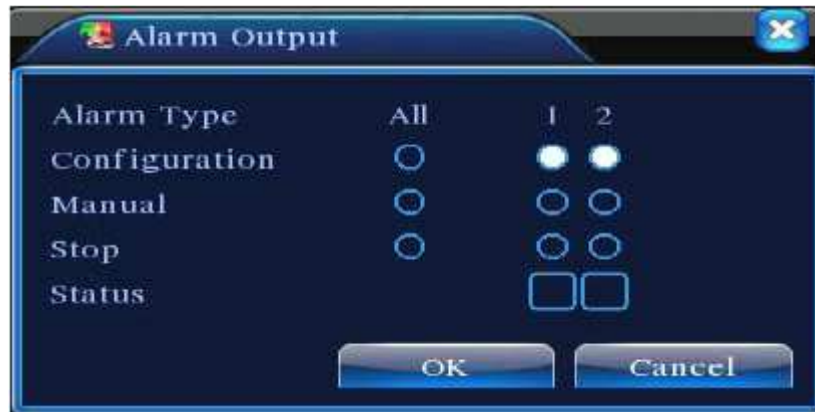 Alarm Output
Alarm Type All 1 2
Configuration
Manual
Stop
Status
OK Cancel